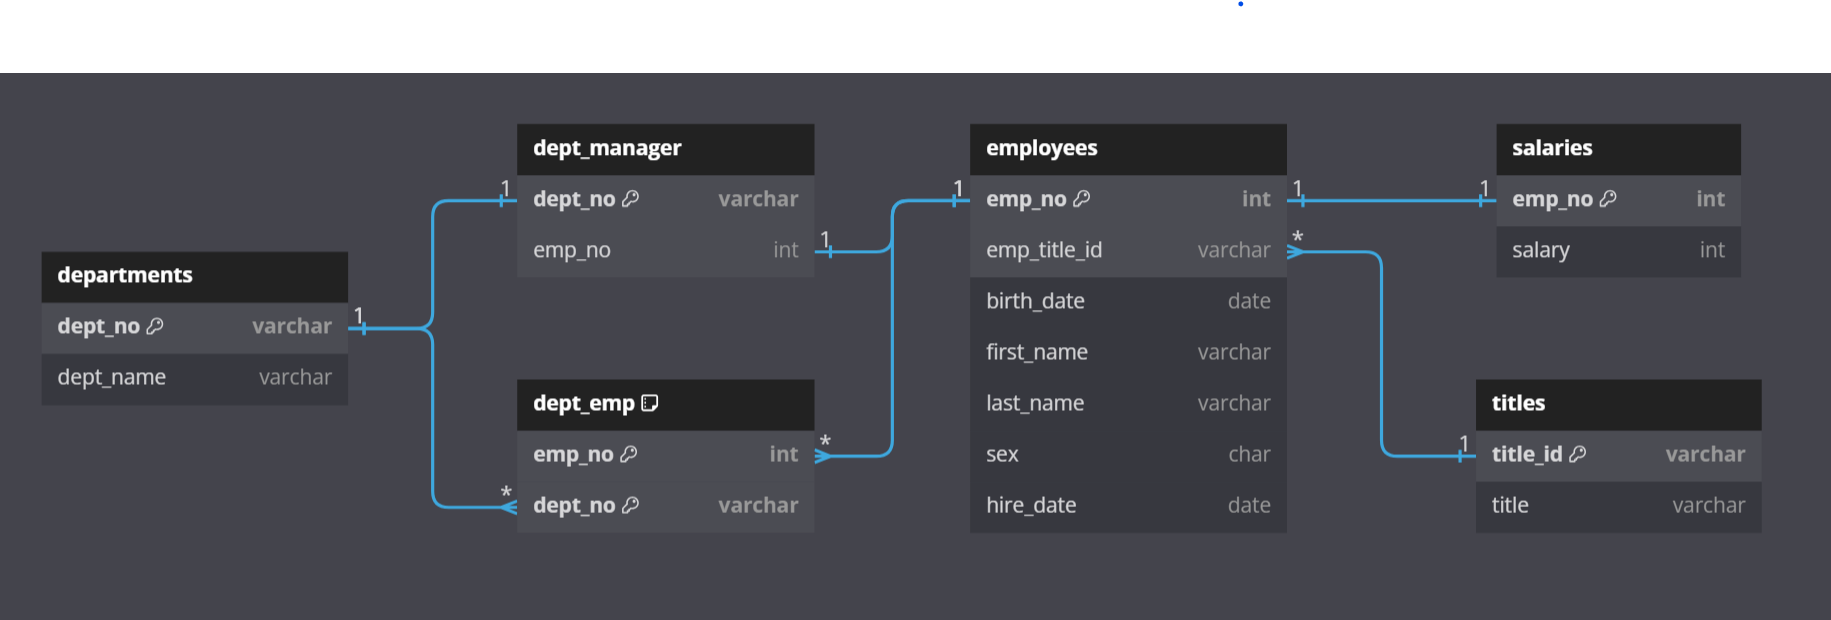 departments
dept_no varchar
dept_name varchar
1
dept_manager
dept_no varchar
emp_no int
1
1
dept_emp
emp_no int
dept_no varchar
*
*
employees
emp_no int
emp_title_id varchar
birth_date date
first_name varchar
last_name varchar
sex char
hire_date date
1
1
*
salaries
emp_no int
salary int
1
titles
title_id varchar
title varchar
1